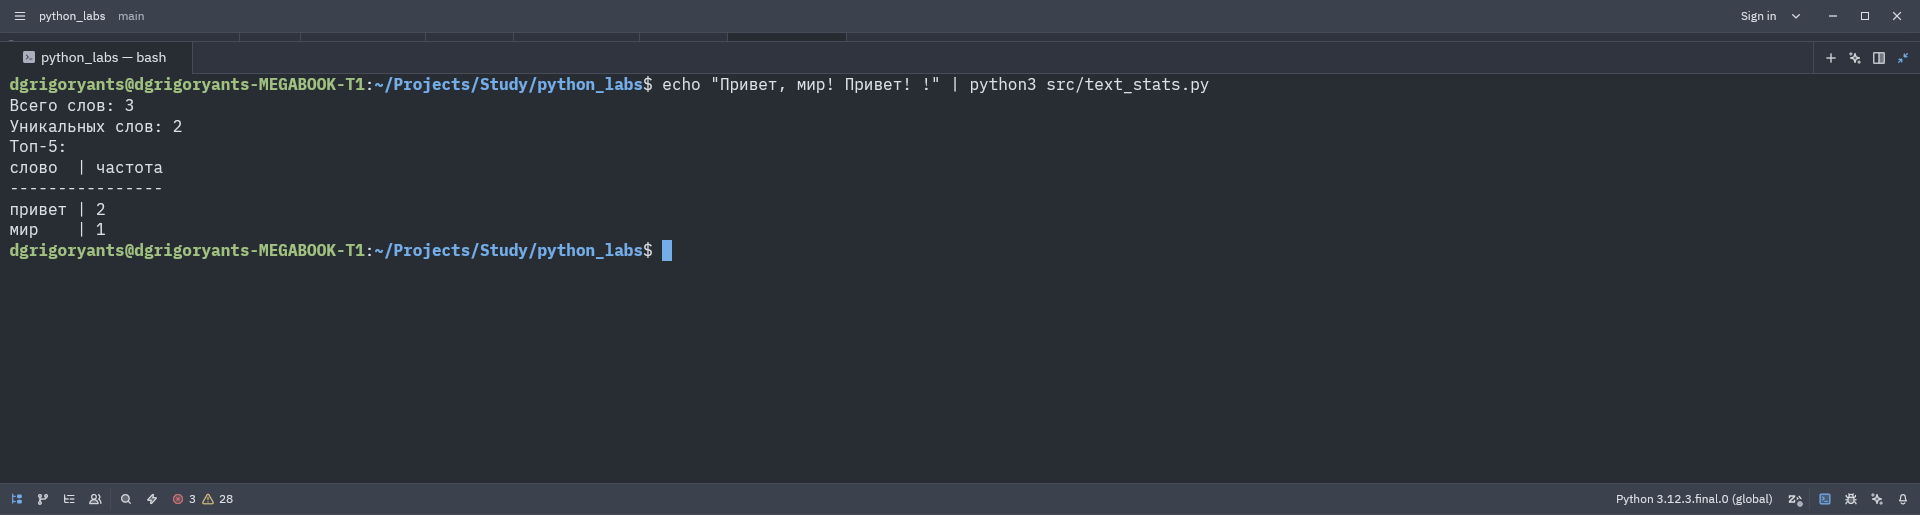 python_labs main Sign in
python_labs — bash
dgrigoryants@dgrigoryants-MEGABOOK-T1:~/Projects/Study/python_labs$ echo "Привет, мир! Привет! !" | python3 src/text_stats.py
Всего слов: 3
Уникальных слов: 2
Топ-5:
слово  | частота
----------------
привет | 2
мир    | 1
dgrigoryants@dgrigoryants-MEGABOOK-T1:~/Projects/Study/python_labs$
3 28 Python 3.12.3.final.0 (global)